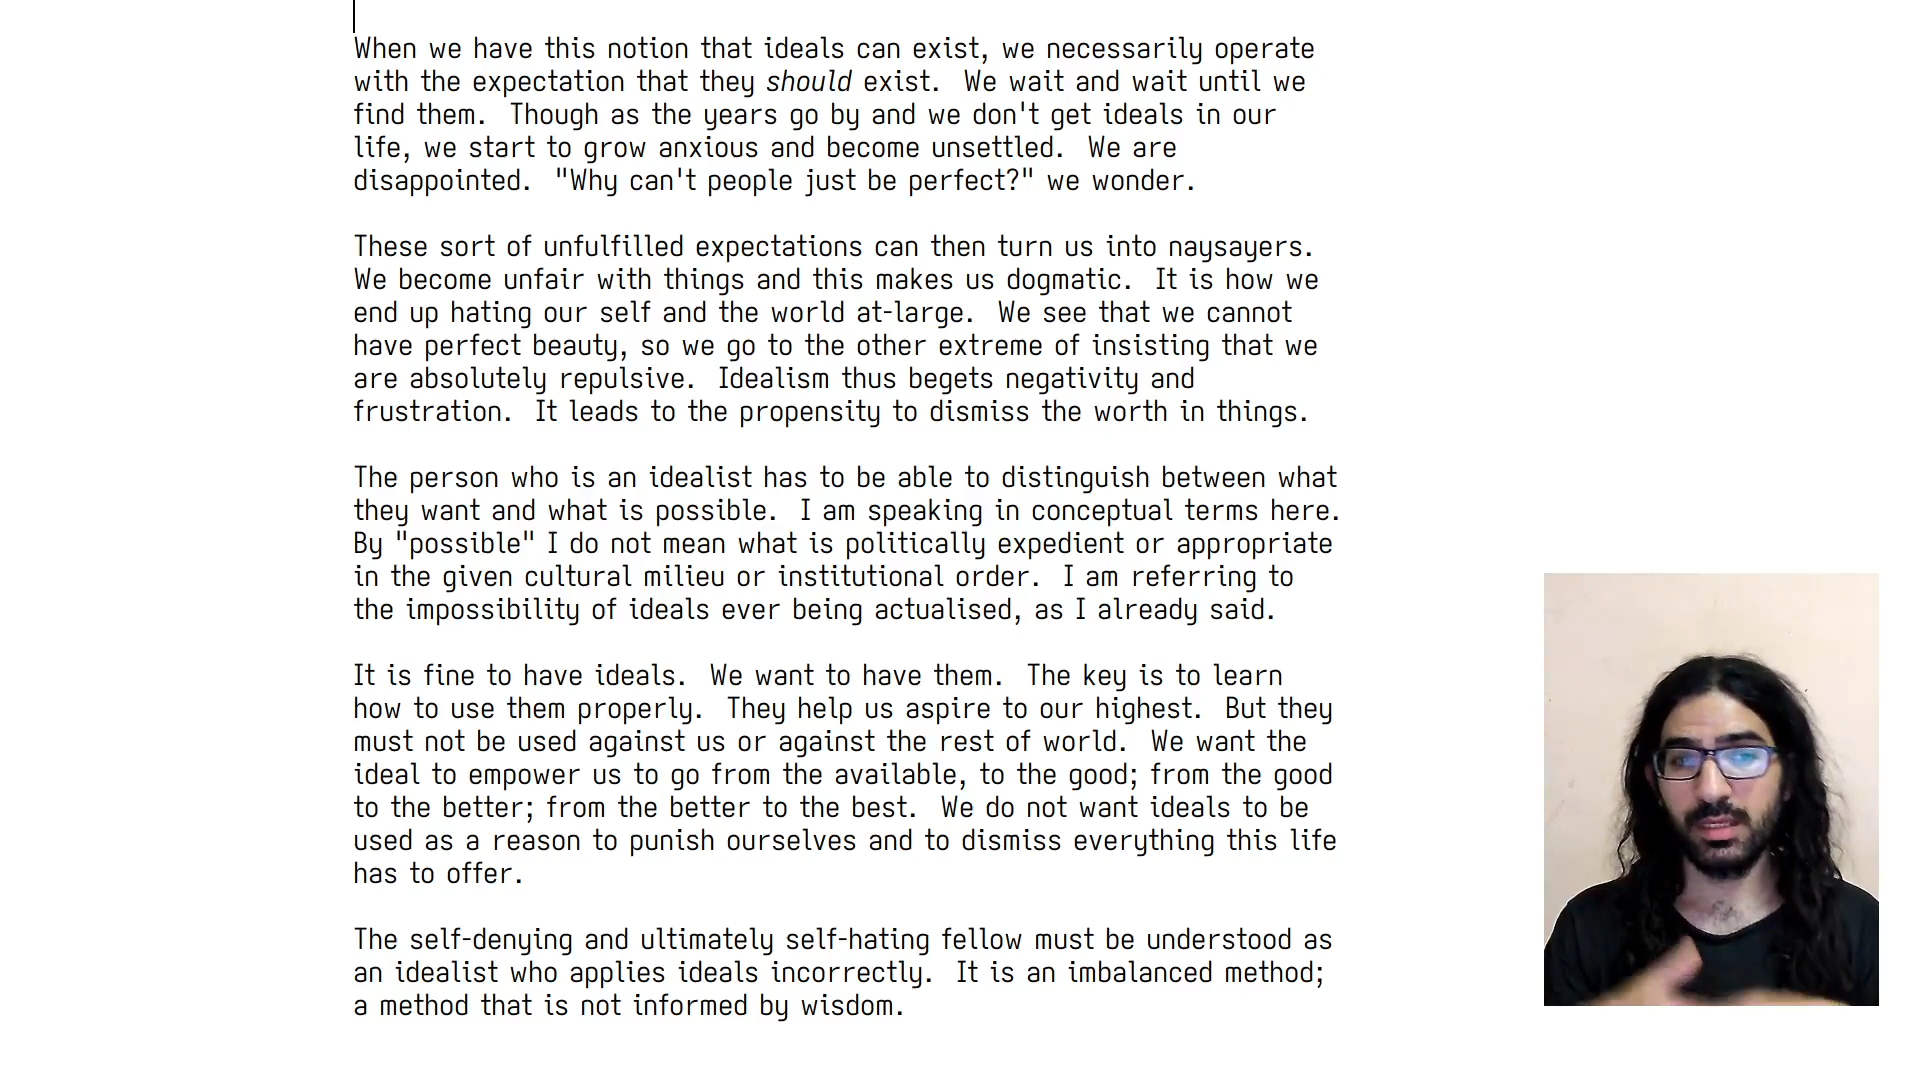 When we have this notion that ideals can exist, we necessarily operate
with the expectation that they should exist.  We wait and wait until we
find them.  Though as the years go by and we don't get ideals in our
life, we start to grow anxious and become unsettled.  We are
disappointed.  "Why can't people just be perfect?" we wonder.

These sort of unfulfilled expectations can then turn us into naysayers.
We become unfair with things and this makes us dogmatic.  It is how we
end up hating our self and the world at-large.  We see that we cannot
have perfect beauty, so we go to the other extreme of insisting that we
are absolutely repulsive.  Idealism thus begets negativity and
frustration.  It leads to the propensity to dismiss the worth in things.

The person who is an idealist has to be able to distinguish between what
they want and what is possible.  I am speaking in conceptual terms here.
By "possible" I do not mean what is politically expedient or appropriate
in the given cultural milieu or institutional order.  I am referring to
the impossibility of ideals ever being actualised, as I already said.

It is fine to have ideals.  We want to have them.  The key is to learn
how to use them properly.  They help us aspire to our highest.  But they
must not be used against us or against the rest of world.  We want the
ideal to empower us to go from the available, to the good; from the good
to the better; from the better to the best.  We do not want ideals to be
used as a reason to punish ourselves and to dismiss everything this life
has to offer.

The self-denying and ultimately self-hating fellow must be understood as
an idealist who applies ideals incorrectly.  It is an imbalanced method;
a method that is not informed by wisdom.